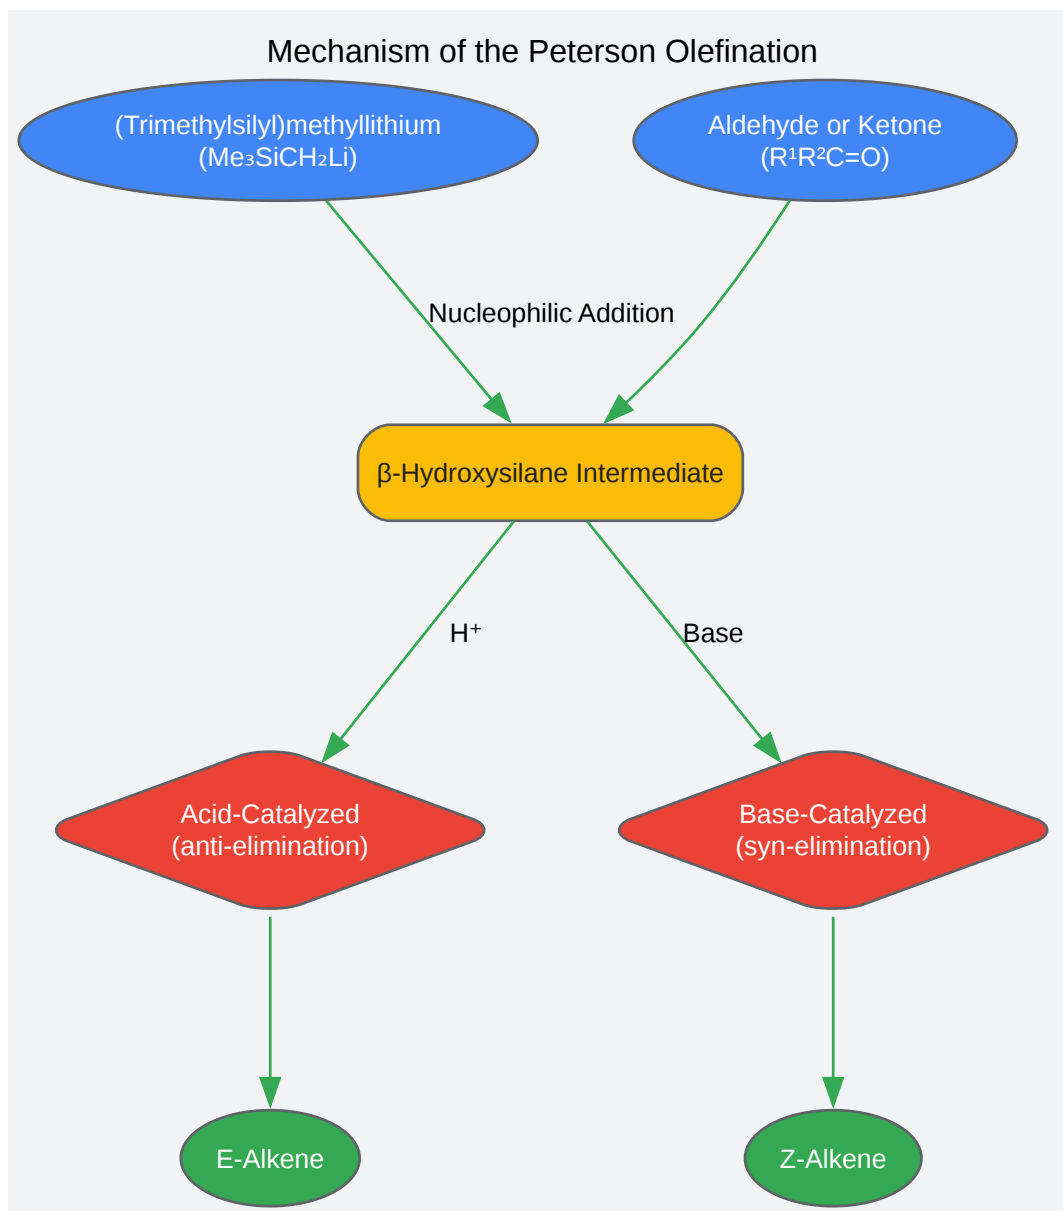 Mechanism of the Peterson Olefination
(Trimethylsilyl)methyllithium
(Me₃SiCH₂Li)
Aldehyde or Ketone
(R¹R²C=O)
Nucleophilic Addition
β-Hydroxysilane Intermediate
H⁺
Base
Acid-Catalyzed
(anti-elimination)
Base-Catalyzed
(syn-elimination)
E-Alkene
Z-Alkene